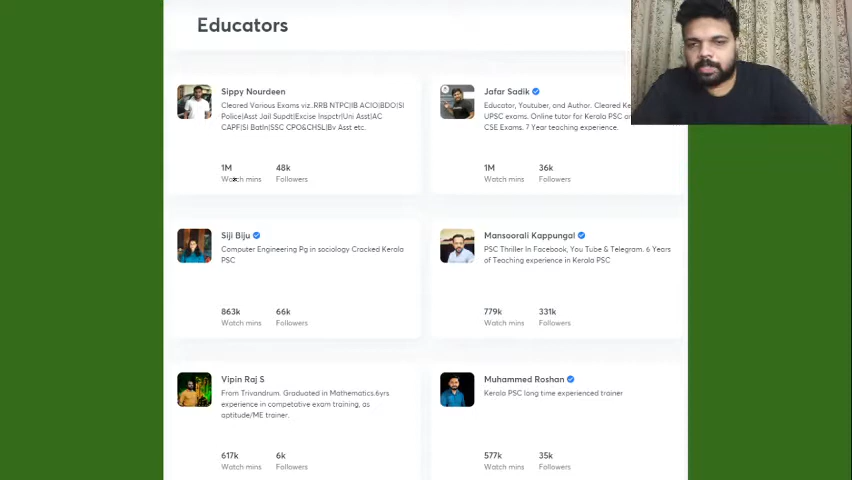 Educators
Sippy Nourdeen
Cleared Various Exams viz..RRB NTPC|IB ACIO|BDO|SI
Police|Asst Jail Supdt|Excise Inspctr|Uni Asst|AC
CAPF|SI Batln|SSC CPO&CHSL|Bv Asst etc.
1M
48k
Watch mins
Followers
Jafar Sadik
Educator, Youtuber, and Author. Cleared
UPSC exams. Online tutor for Kerala PSC
CSE Exams. 7 Year teaching experience.
1M
36k
Watch mins
Followers
Siji Biju
Computer Engineering Pg in sociology Cracked Kerala
PSC
863k
66k
Watch mins
Followers
Mansoorali Kappungal
PSC Thriller In Facebook, You Tube & Telegram. 6 Years
of Teaching experience in Kerala PSC
779k
331k
Watch mins
Followers
Vipin Raj S
From Trivandrum. Graduated in Mathematics.6yrs
experience in competative exam training, as
aptitude/ME trainer.
617k
6k
Watch mins
Followers
Muhammed Roshan
Kerala PSC long time experienced trainer
577k
35k
Watch mins
Followers